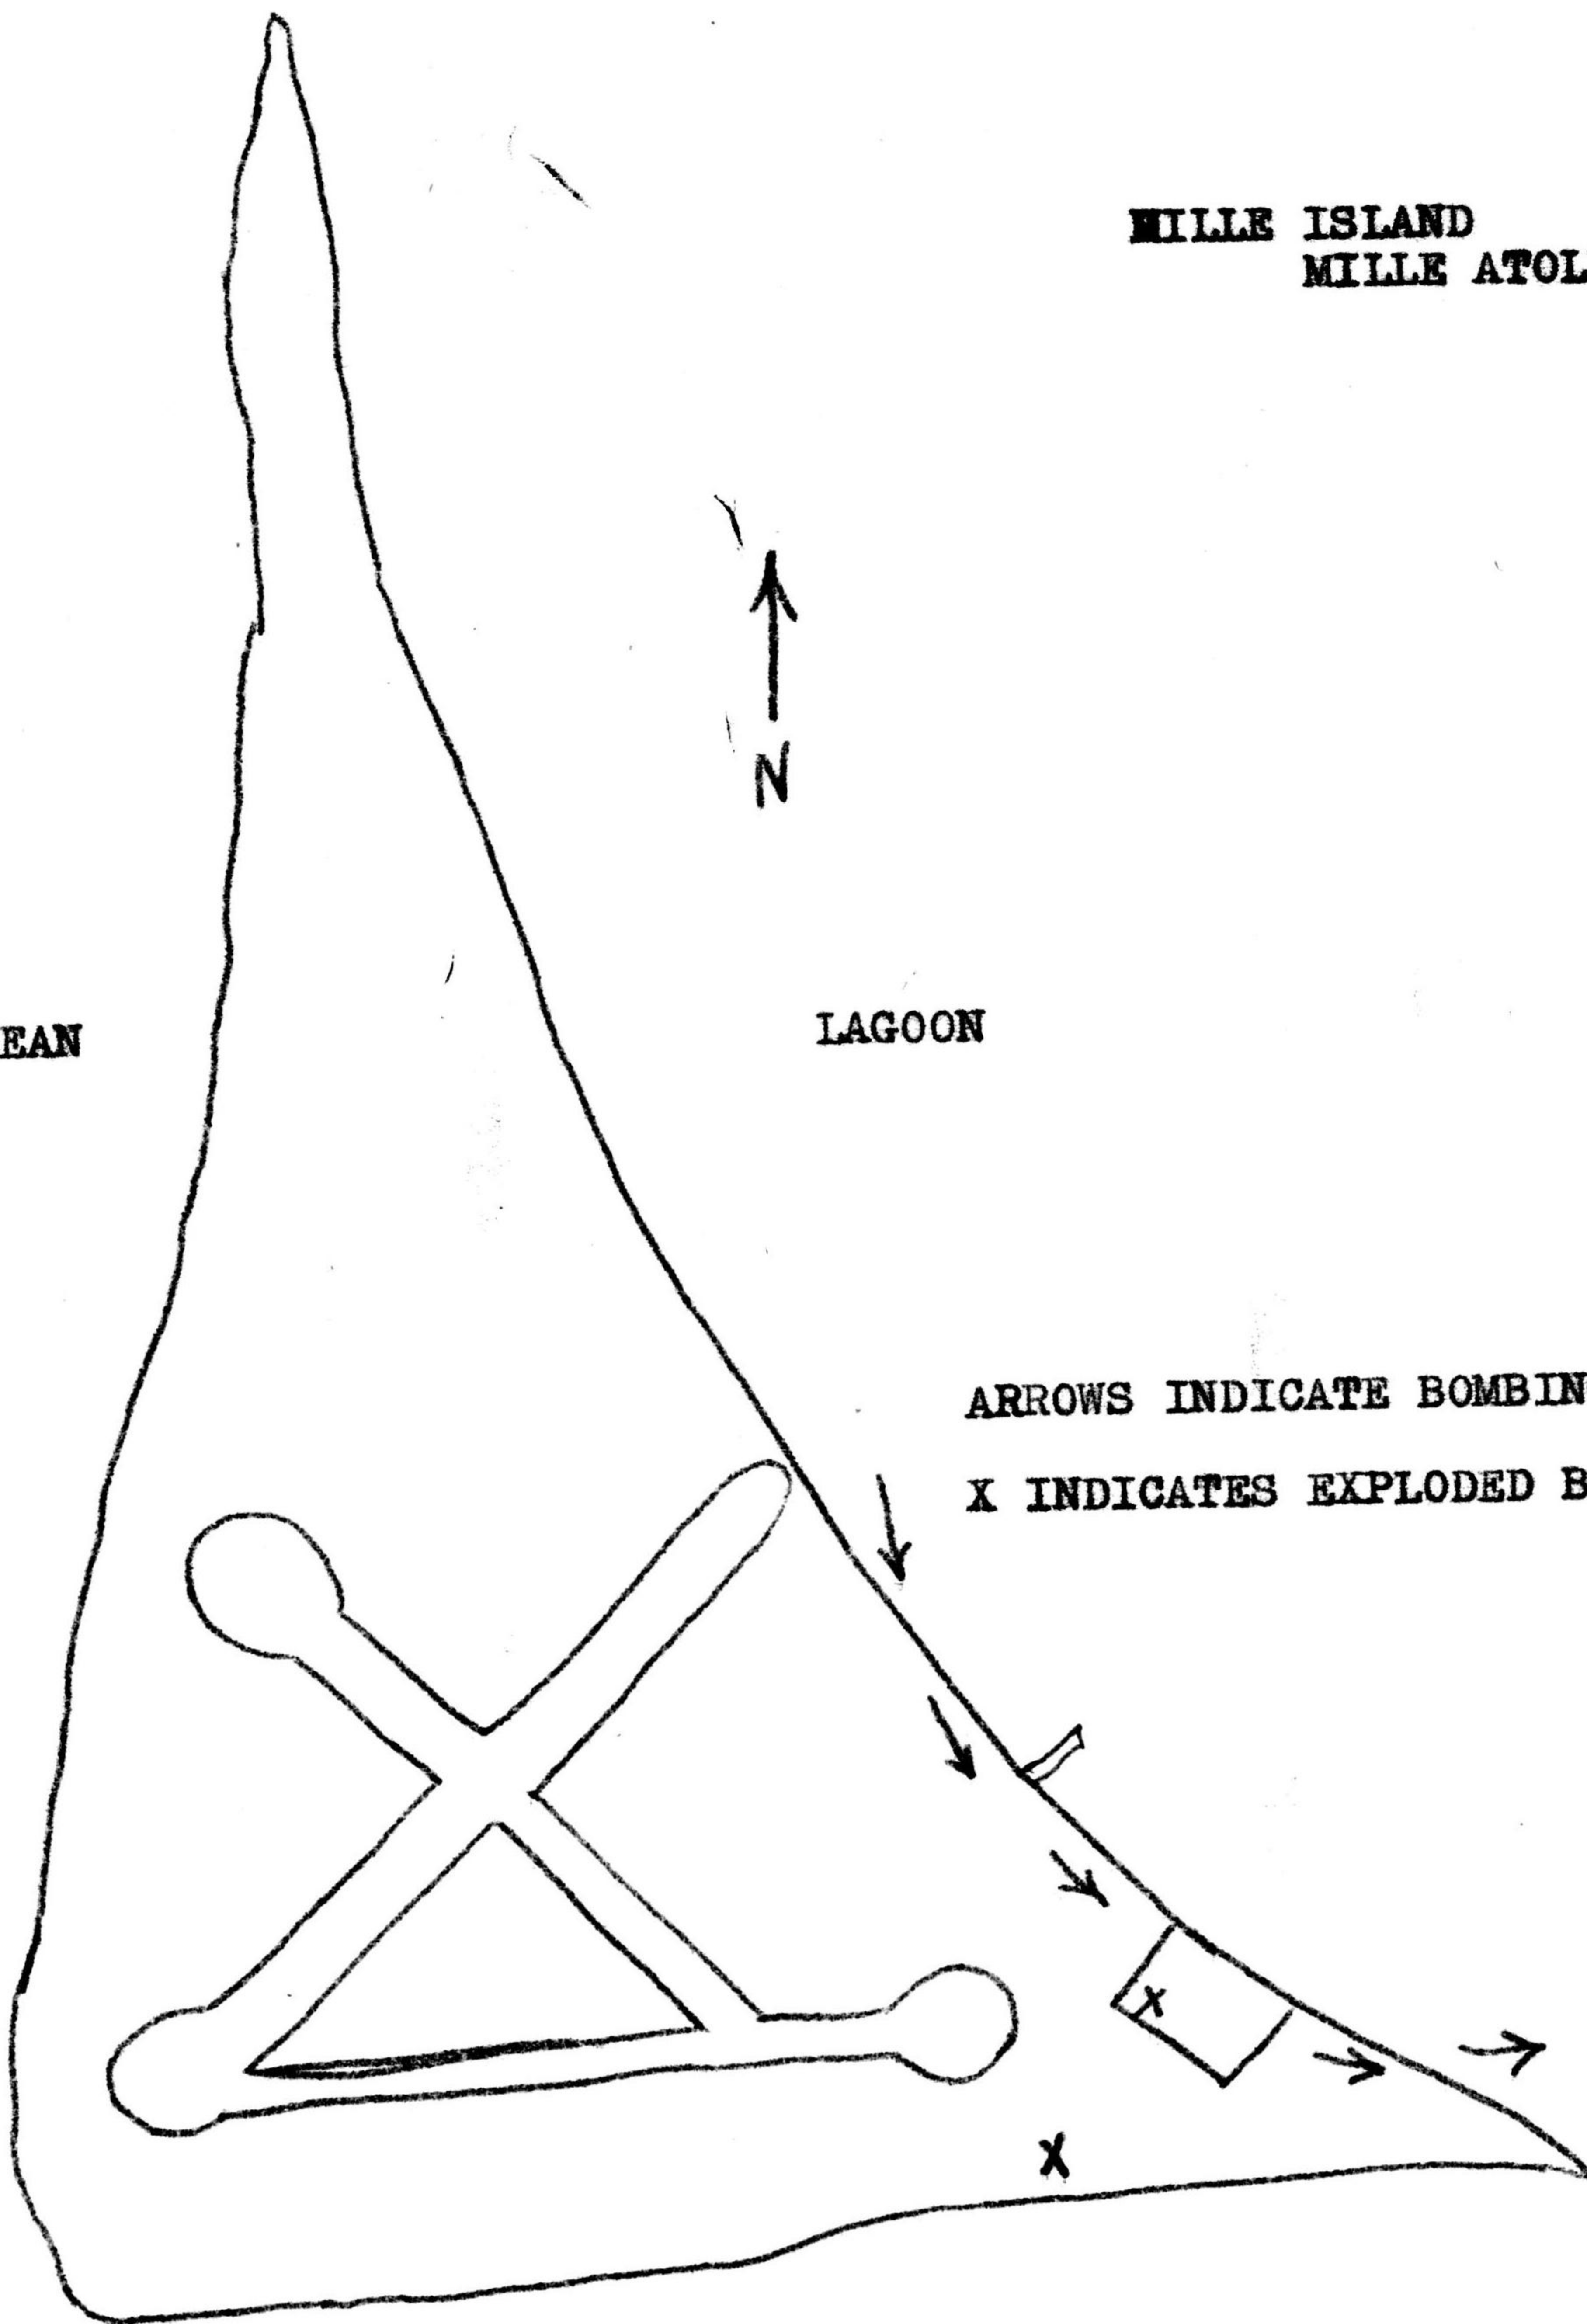 MILLE ISLAND
MILLE ATOL
N
EAN
LAGOON
ARROWS INDICATE BOMBIN
X INDICATES EXPLODED B
X
X